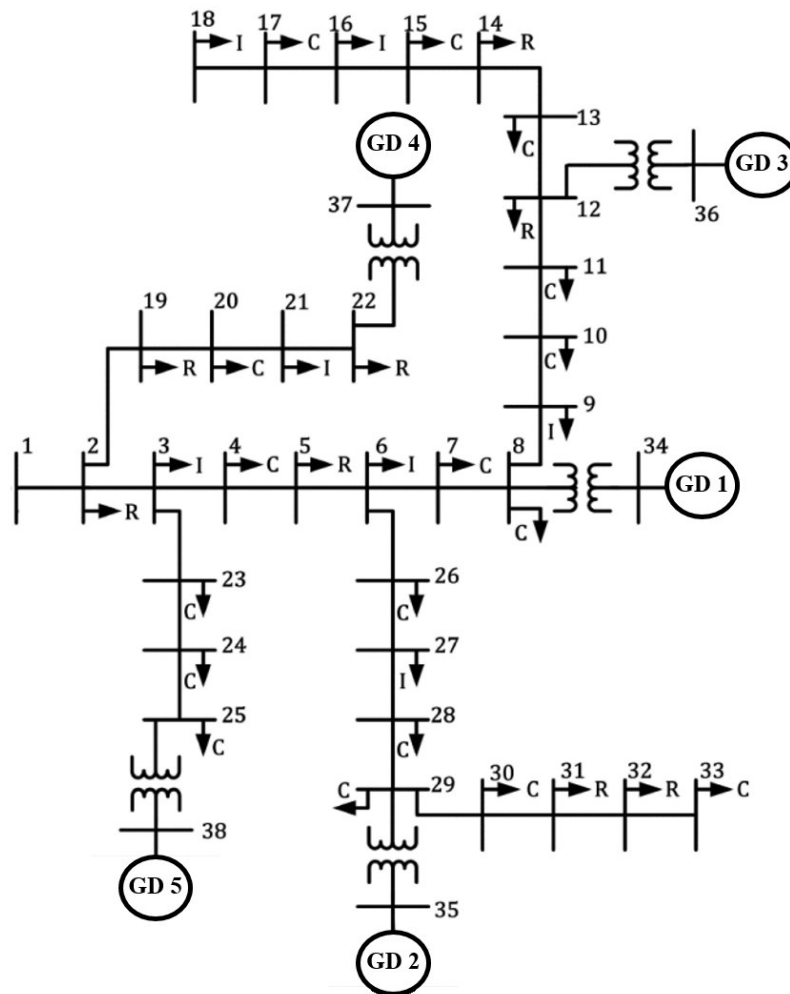 18 I 17 C 16 I 15 C 14 R
13
C
GD 4
GD 3
12
36
R
37
11
C
19 20 21 22
10
C
R C I R
9
I
1 2 3 I 4 C 5 R 6 I 7 C 8 34
GD 1
R
C
23
C
26
C
24
C
27
I
25
C
28
C
29
C
30 C 31 R 32 R 33 C
38
GD 5
35
GD 2